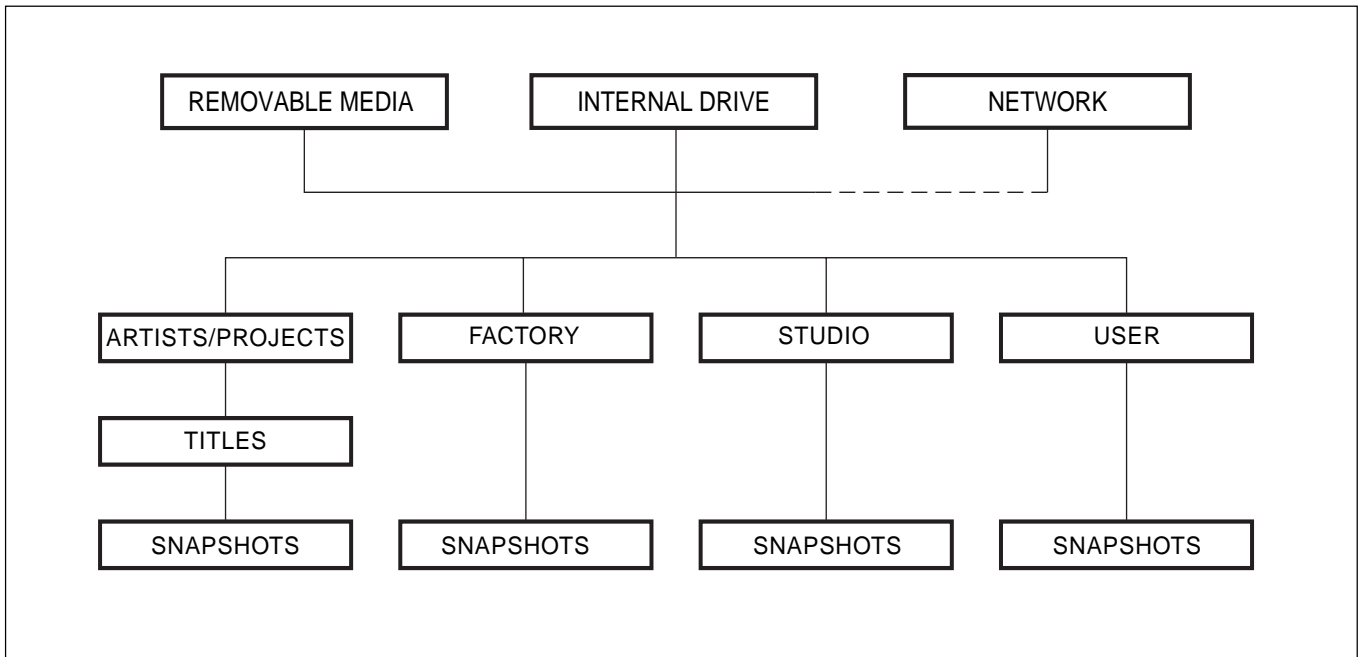 REMOVABLE MEDIA
INTERNAL DRIVE
NETWORK
ARTISTS/PROJECTS
FACTORY
STUDIO
USER
TITLES
SNAPSHOTS
SNAPSHOTS
SNAPSHOTS
SNAPSHOTS